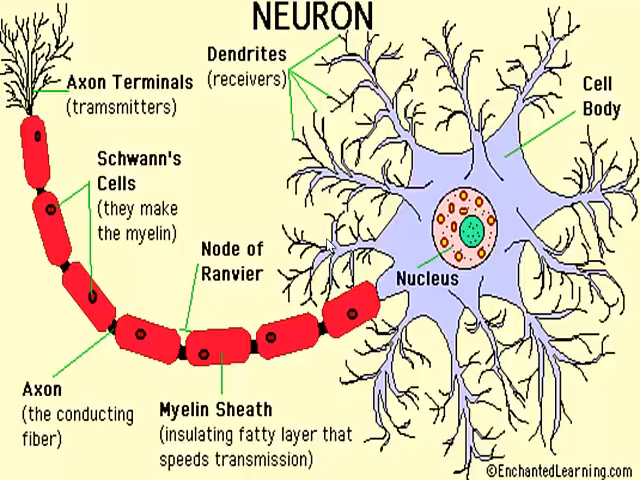 NEURON
Dendrites
(receivers)
Axon Terminals
(tramsmitters)
Cell
Body
Schwann's
Cells
(they make
the myelin)
Node of
Ranvier
Nucleus
Axon
(the conducting
fiber)
Myelin Sheath
(insulating fatty layer that
speeds transmission)
©EnchantedLearning.com